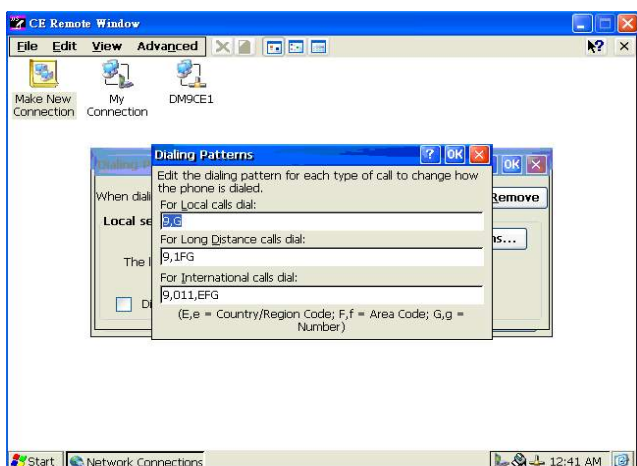 CE Remote Window
File Edit View Advanced
Make New Connection
My Connection
DM9CE1
Dialing Patterns
? OK
OK
Edit the dialing pattern for each type of call to change how
the phone is dialed.
When diali
Remove
For Local calls dial:
Local se
9,G
For Long Distance calls dial:
ns...
9,1FG
The l
For International calls dial:
9,011,EFG
Di
(E,e = Country/Region Code; F,f = Area Code; G,g =
Number)
Start
Network Connections
12:41 AM